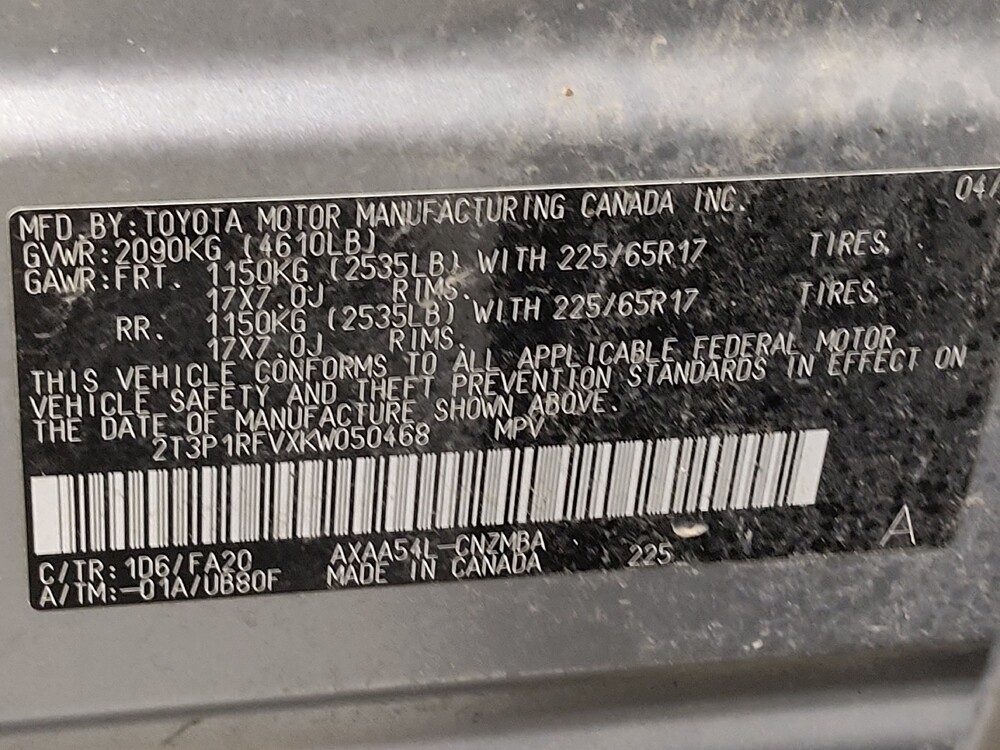 MFD BY:TOYOTA MOTOR MANUFACTURING CANADA INC. 04/
GVWR:2090KG (4610LB)
GAWR:FRT. 1150KG (2535LB) WITH 225/65R17 TIRES,
17X7.0J RIMS.
RR. 1150KG (2535LB) WITH 225/65R17 TIRES,
17X7.0J RIMS.
THIS VEHICLE CONFORMS TO ALL APPLICABLE FEDERAL MOTOR
VEHICLE SAFETY AND THEFT PREVENTION STANDARDS IN EFFECT ON
THE DATE OF MANUFACTURE SHOWN ABOVE.
2T3P1RFVXKW050468 MPV
C/TR:1D6/FA20 AXAA54L-CNZMBA 225 A
A/TM:-01A/UB80F MADE IN CANADA